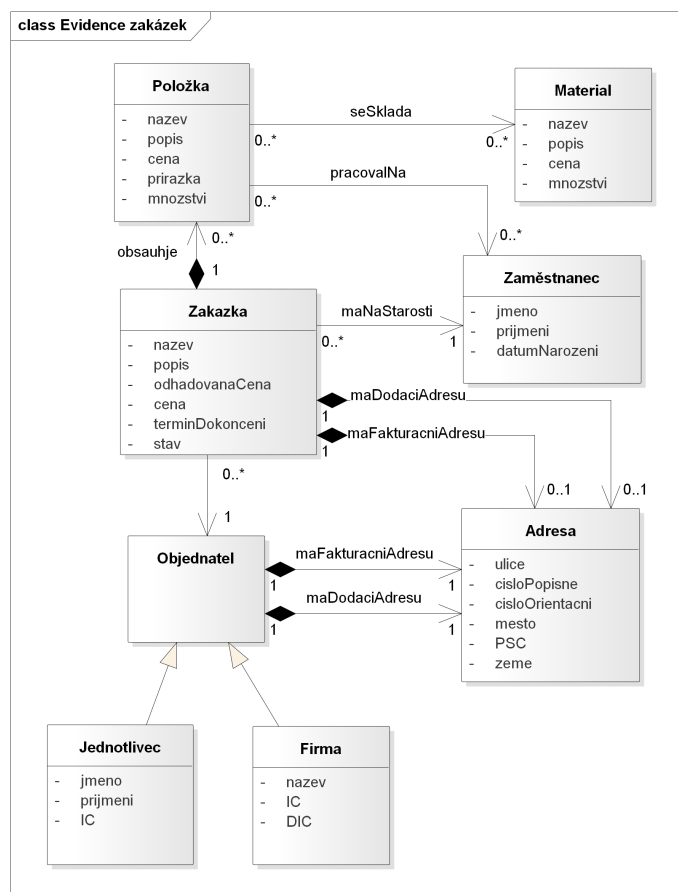 class Evidence zakázek
Položka
- nazev
- popis
- cena
- prirazka
- mnozstvi
Material
- nazev
- popis
- cena
- mnozstvi
seSklada
0..*
0..*
pracovalNa
0..*
0..*
obsauhje
0..*
1
Zaměstnanec
- jmeno
- prijmeni
- datumNarozeni
Zakazka
- nazev
- popis
- odhadovanaCena
- cena
- terminDokonceni
- stav
maNaStarosti
0..*
1
maDodaciAdresu
1
0..1
maFakturacniAdresu
1
0..1
0..*
1
Objednatel
maFakturacniAdresu
1
1
maDodaciAdresu
1
1
Adresa
- ulice
- cisloPopisne
- cisloOrientacni
- mesto
- PSC
- zeme
Jednotlivec
- jmeno
- prijmeni
- IC
Firma
- nazev
- IC
- DIC